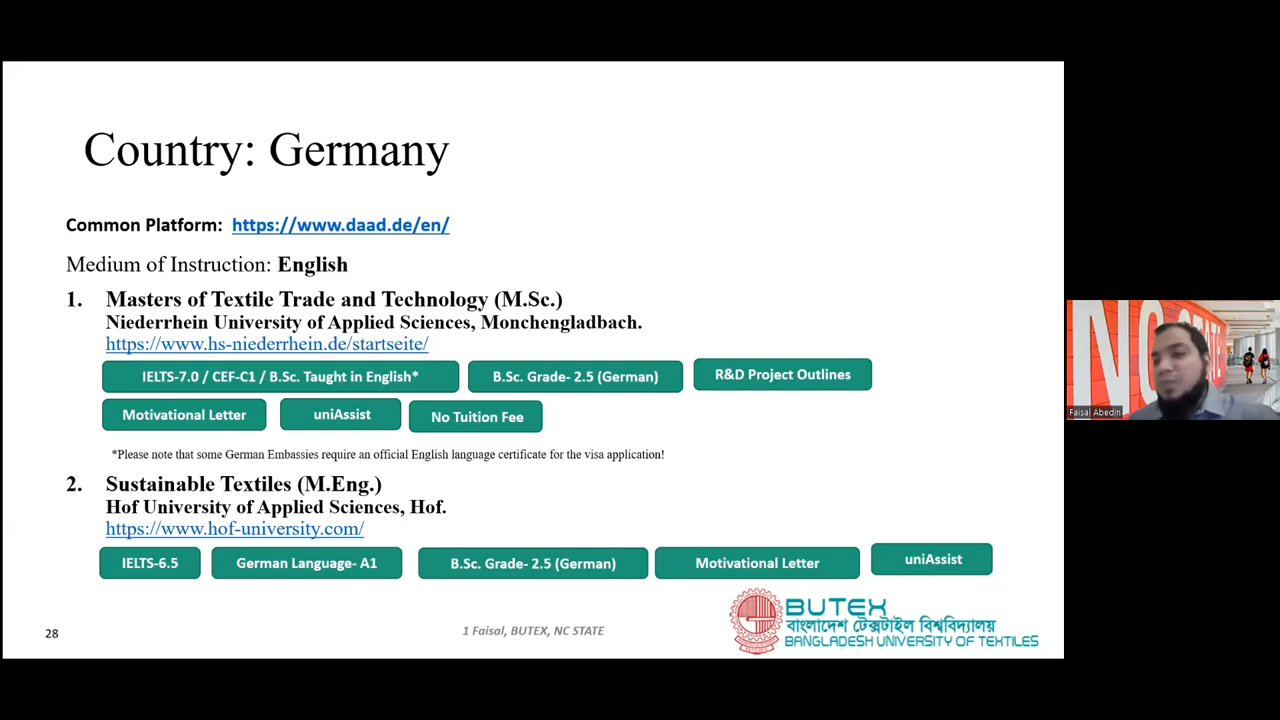 Country: Germany
Common Platform: https://www.daad.de/en/
Medium of Instruction: English
1. Masters of Textile Trade and Technology (M.Sc.)
Niederrhein University of Applied Sciences, Monchengladbach.
https://www.hs-niederrhein.de/startseite/
IELTS-7.0 / CEF-C1 / B.Sc. Taught in English*
B.Sc. Grade- 2.5 (German)
R&D Project Outlines
Motivational Letter
uniAssist
No Tuition Fee
*Please note that some German Embassies require an official English language certificate for the visa application!
2. Sustainable Textiles (M.Eng.)
Hof University of Applied Sciences, Hof.
https://www.hof-university.com/
IELTS-6.5
German Language- A1
B.Sc. Grade- 2.5 (German)
Motivational Letter
uniAssist
28
1 Faisal, BUTEX, NC STATE
BUTEX
বাংলাদেশ টেক্সটাইল বিশ্ববিদ্যালয়
BANGLADESH UNIVERSITY OF TEXTILES
NC STATE
Faisal Abedin